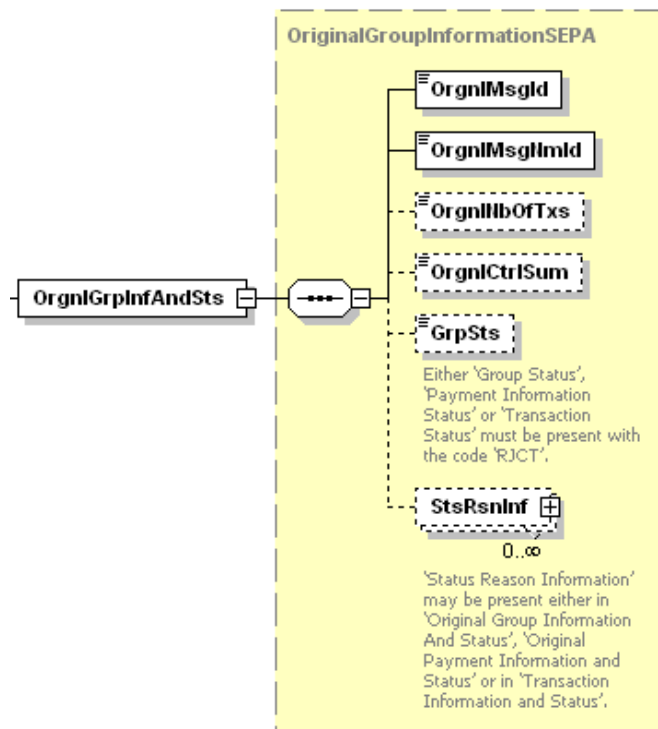 OriginalGroupInformationSEPA
OrgnlMsgId
OrgnlMsgNmId
OrgnlNbOfTxs
OrgnlCtrlSum
OrgnlGrpInfAndSts
GrpSts
Either ‘Group Status’,
‘Payment Information
Status’ or ‘Transaction
Status’ must be present with
the code ‘RJCT’.
StsRsnInf
0..∞
‘Status Reason Information’
may be present either in
‘Original Group Information
And Status’, ‘Original
Payment Information and
Status’ or in ‘Transaction
Information and Status’.